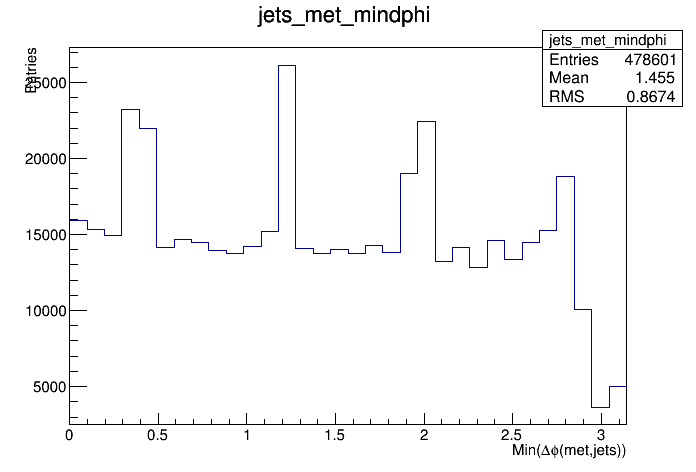 jets_met_mindphi
jets_met_mindphi
Entries 478601
Mean 1.455
RMS 0.8674
Entries
25000
20000
15000
10000
5000
0 0.5 1 1.5 2 2.5 3
Min(Δϕ(met,jets))